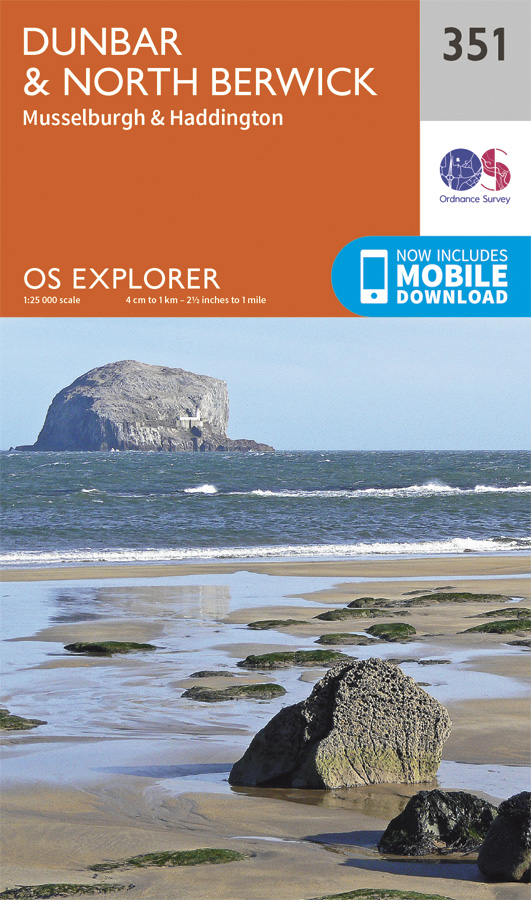 DUNBAR
& NORTH BERWICK
Musselburgh & Haddington
351
OS
Ordnance Survey
NOW INCLUDES
MOBILE
DOWNLOAD
OS EXPLORER
1:25 000 scale 4 cm to 1 km – 2½ inches to 1 mile